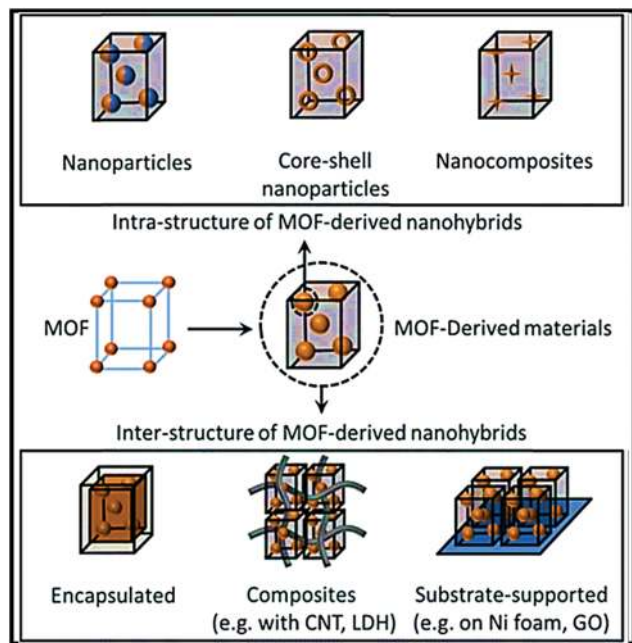 Nanoparticles
Core-shell
nanoparticles
Nanocomposites
Intra-structure of MOF-derived nanohybrids
MOF
MOF-Derived materials
Inter-structure of MOF-derived nanohybrids
Encapsulated
Composites
(e.g. with CNT, LDH)
Substrate-supported
(e.g. on Ni foam, GO)